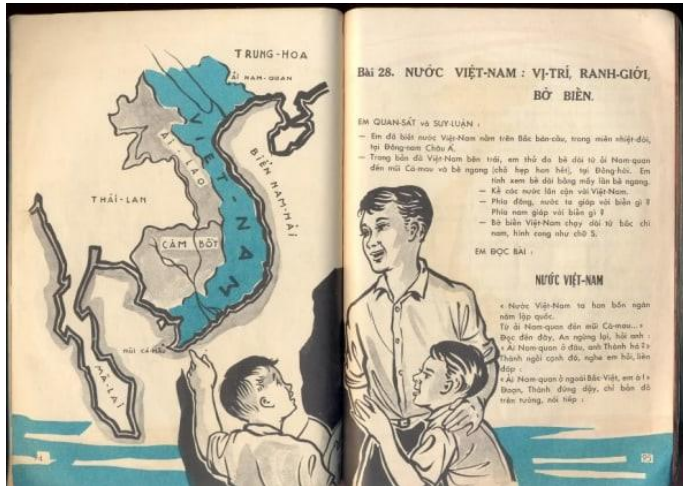 TRUNG-HOA
ẢI NAM-QUAN
VIỆT-NAM
AI-LAO
BIỂN NAM-HẢI
THÁI-LAN
CAM BỐT
MŨI CÀ-MÂU
MÃ-LAI
Bài 28. NƯỚC VIỆT-NAM : VỊ-TRÍ, RANH-GIỚI,
BỜ BIỂN.
EM QUAN-SÁT và SUY-LUẬN :
— Em đã biết nước Việt-Nam nằm trên Bắc bán-cầu, trong miền nhiệt-đới,
tại Đông-nam Châu Á.
— Trong bản đồ Việt-Nam bên trái, em thử đo bề dài từ ải Nam-quan
đến mũi Cà-mau và bề ngang (chỗ hẹp hơn hết), tại Đồng-hới. Em
tính xem bề dài bằng mấy lần bề ngang.
— Kể các nước lân cận với Việt-Nam.
— Phía đông, nước ta giáp với biển gì ?
Phía nam giáp với biển gì ?
— Bờ biển Việt-Nam chạy dài từ bắc chí
nam, hình cong như chữ S.
EM ĐỌC BÀI :
NƯỚC VIỆT-NAM
« Nước Việt-Nam ta hơn bốn ngàn
năm lập quốc.
Từ ải Nam-quan đến mũi Cà-mau... »
Đọc đến đây, An ngừng lại, hỏi anh :
« Ải Nam-quan ở đâu, anh Thành hả ? »
Thành ngồi cạnh đó, nghe em hỏi, liền
đáp :
« Ải Nam-quan ở ngoài Bắc Việt, em à ! »
Đoạn, Thành đứng dậy, chỉ bản đồ
trên tường, nói tiếp :
95